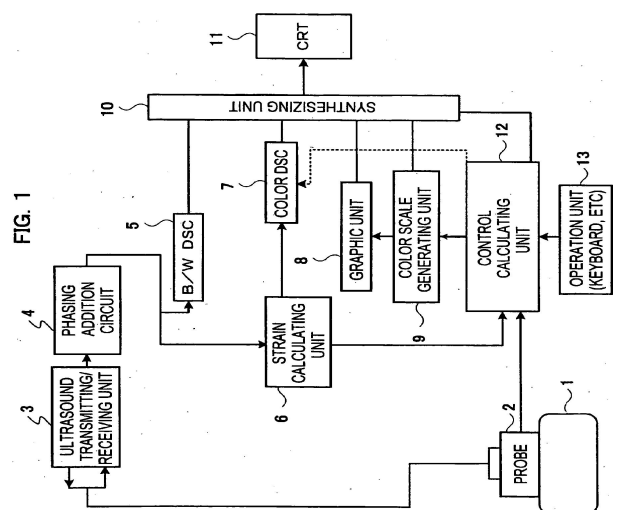 FIG. 1
3
ULTRASOUND
TRANSMITTING/
RECEIVING UNIT
4
PHASING
ADDITION
CIRCUIT
5
B/W DSC
6
STRAIN
CALCULATING
UNIT
7
COLOR DSC
8
GRAPHIC UNIT
9
COLOR SCALE
GENERATING UNIT
10
SYNTHESIZING UNIT
11
CRT
12
CONTROL
CALCULATING
UNIT
13
OPERATION UNIT
(KEYBOARD, ETC)
2
PROBE
1